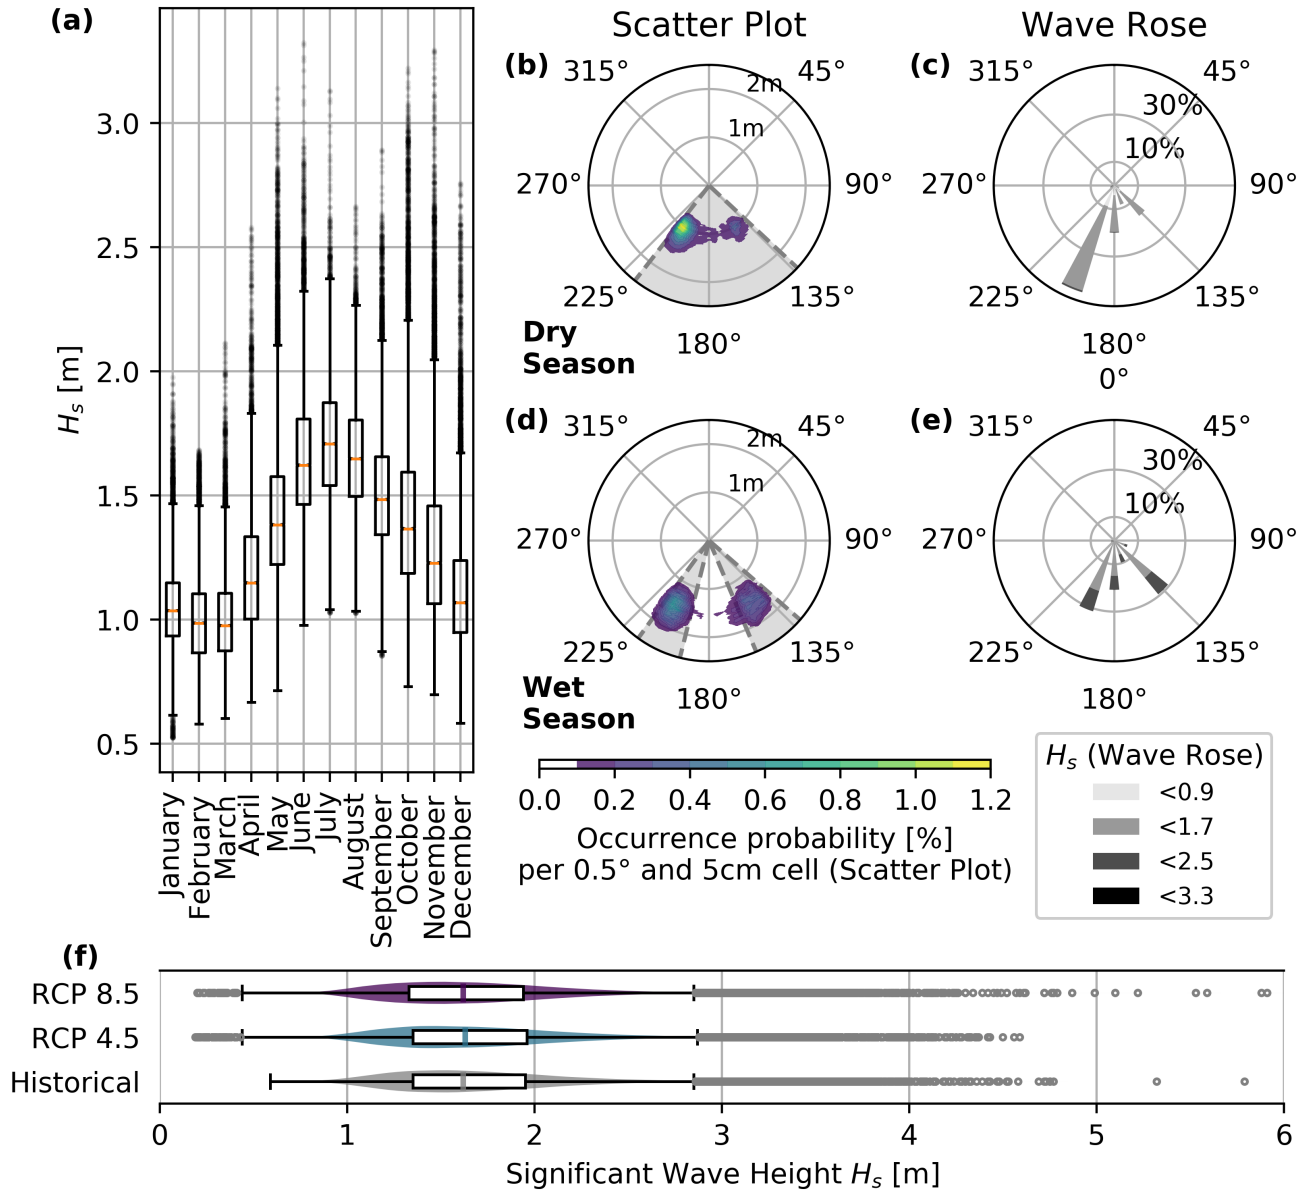 (a)
3.0
2.5
2.0
1.5
1.0
0.5
Hs [m]
January
February
March
April
May
June
July
August
September
October
November
December
Scatter Plot
Wave Rose
(b)
315°
45°
2m
1m
270°
90°
225°
135°
180°
Dry
Season
(c)
315°
45°
30%
10%
270°
90°
225°
135°
180°
0°
(d)
315°
45°
2m
1m
270°
90°
225°
135°
180°
Wet
Season
(e)
315°
45°
30%
10%
270°
90°
225°
135°
180°
0.0 0.2 0.4 0.6 0.8 1.0 1.2
Occurrence probability [%]
per 0.5° and 5cm cell (Scatter Plot)
Hs (Wave Rose)
<0.9
<1.7
<2.5
<3.3
(f)
RCP 8.5
RCP 4.5
Historical
0 1 2 3 4 5 6
Significant Wave Height Hs [m]